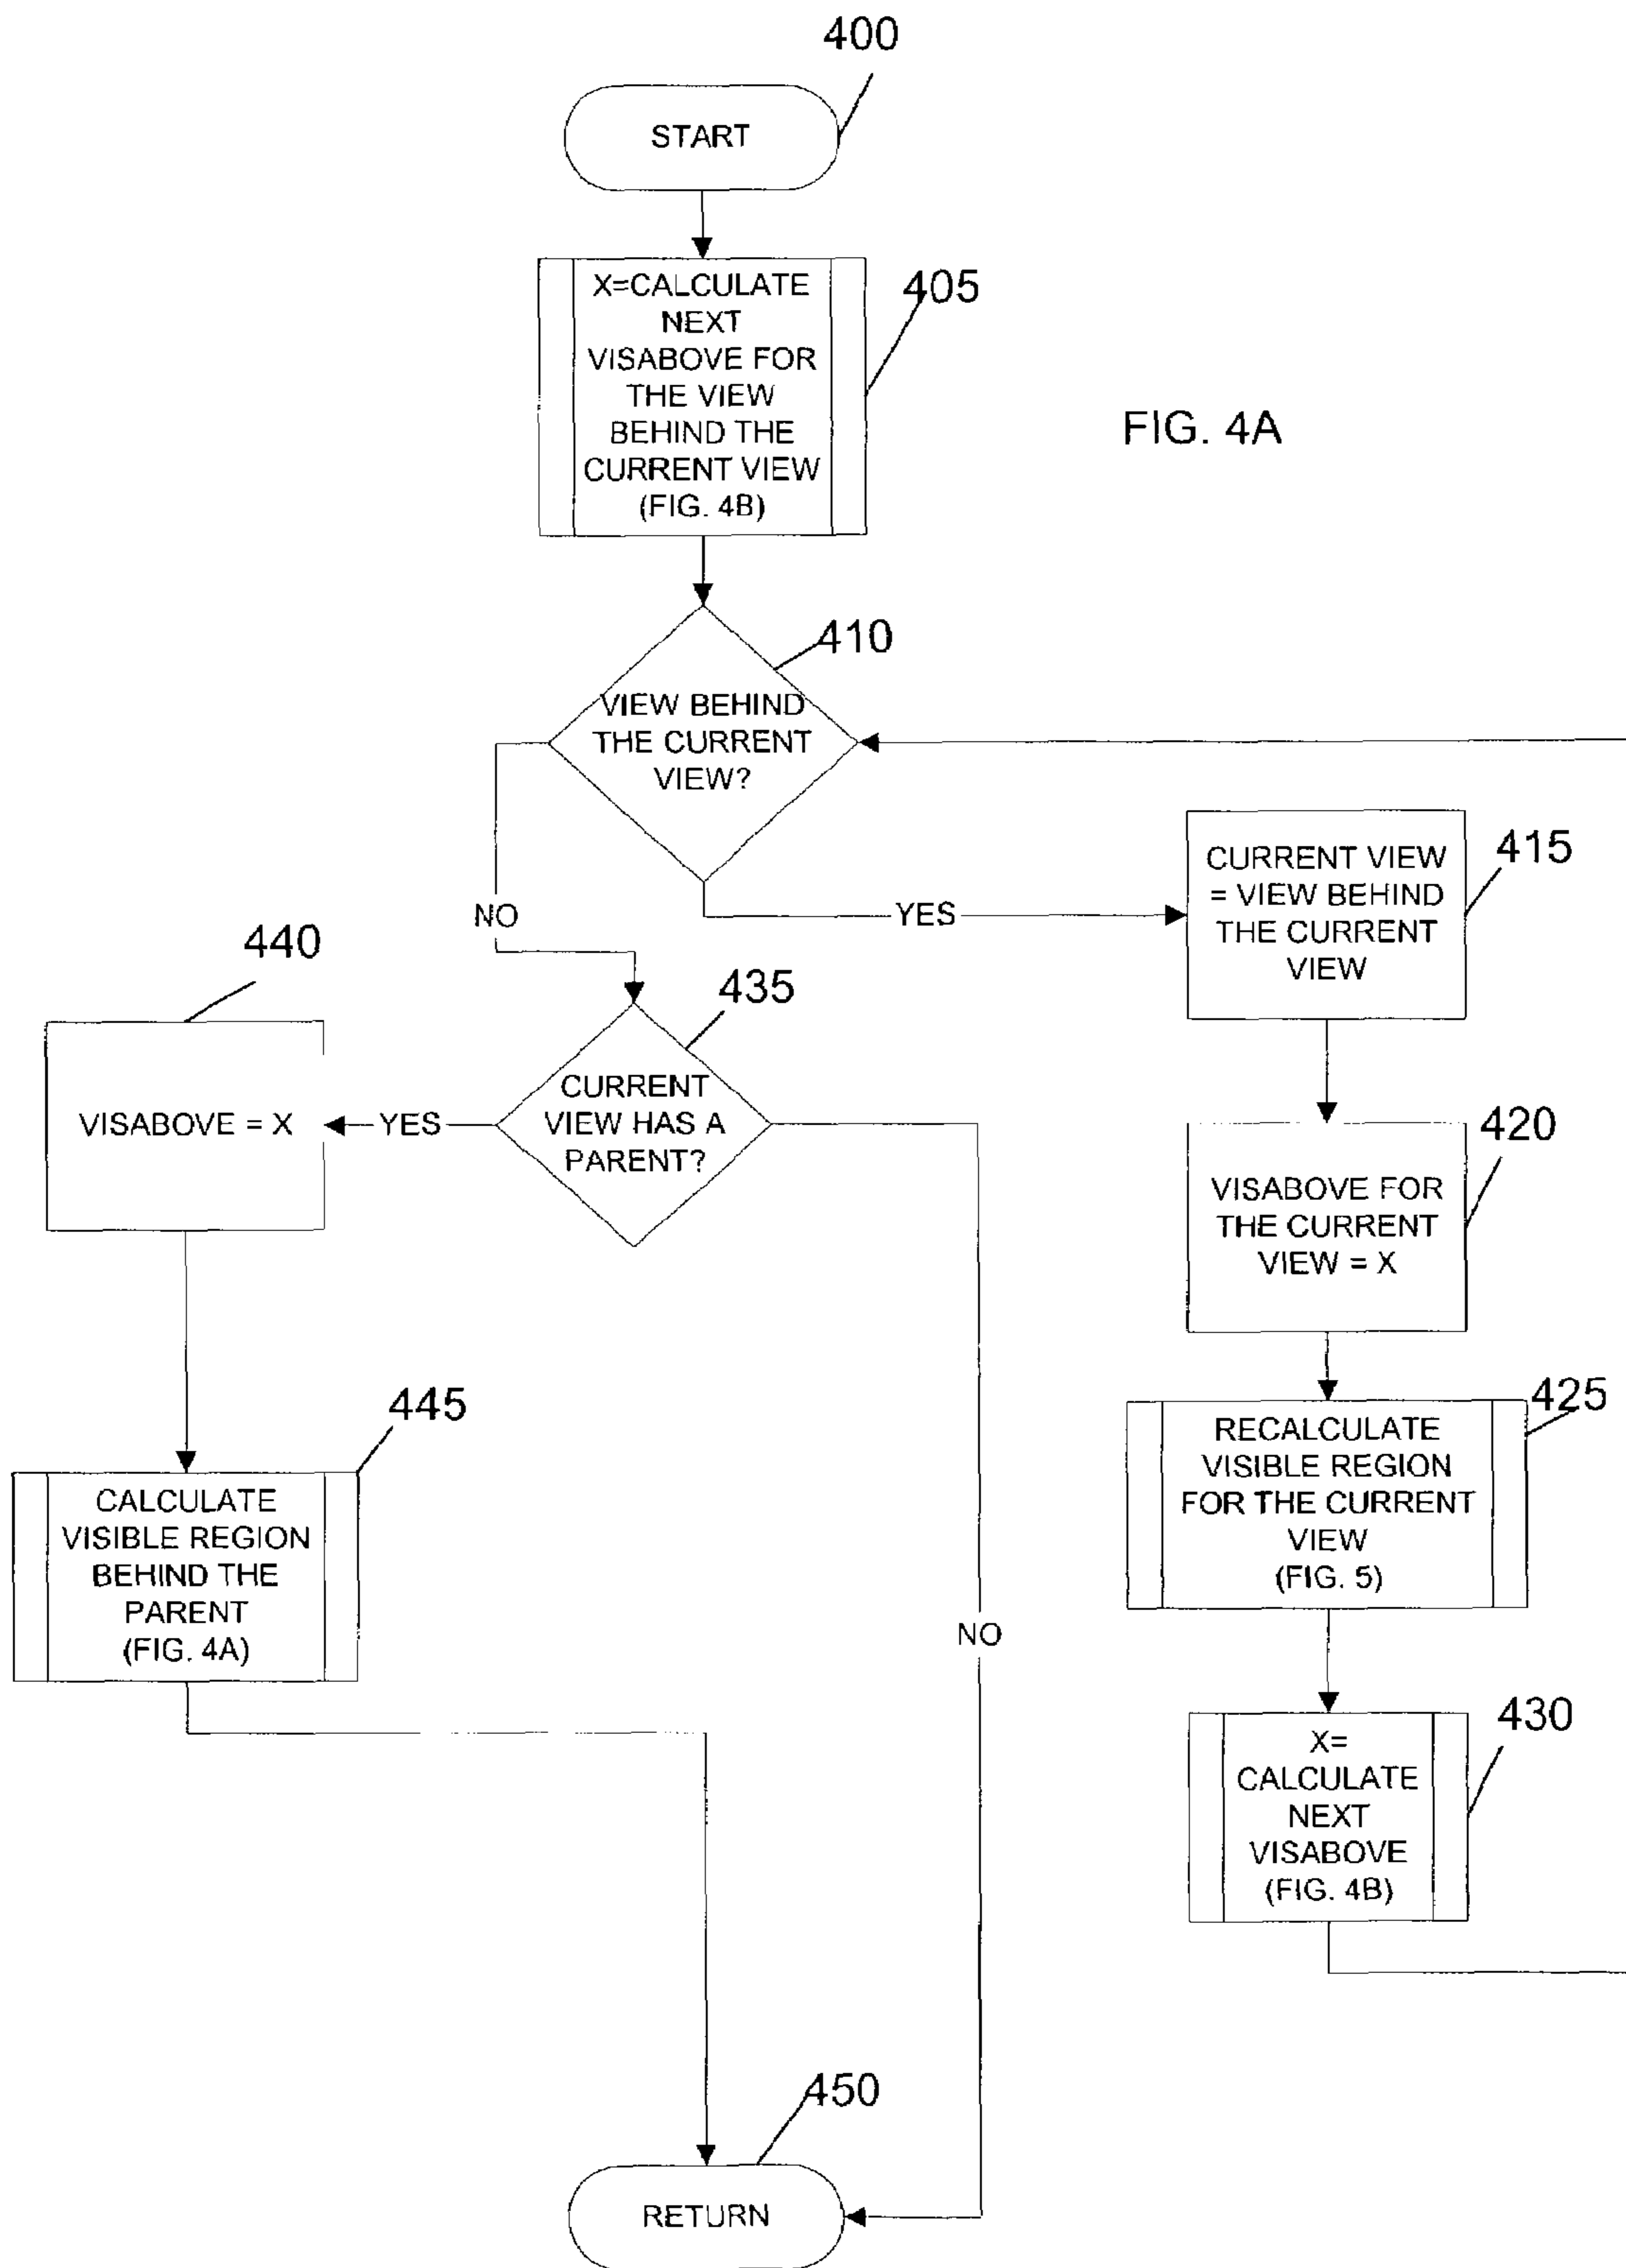 400
START
X=CALCULATE
NEXT
VISABOVE FOR
THE VIEW
BEHIND THE
CURRENT VIEW
(FIG. 4B)
405
FIG. 4A
410
VIEW BEHIND
THE CURRENT
VIEW?
NO
YES
CURRENT VIEW
= VIEW BEHIND
THE CURRENT
VIEW
415
440
435
VISABOVE = X
YES
CURRENT
VIEW HAS A
PARENT?
420
VISABOVE FOR
THE CURRENT
VIEW = X
445
CALCULATE
VISIBLE REGION
BEHIND THE
PARENT
(FIG. 4A)
425
RECALCULATE
VISIBLE REGION
FOR THE CURRENT
VIEW
(FIG. 5)
NO
430
X=
CALCULATE
NEXT
VISABOVE
(FIG. 4B)
450
RETURN